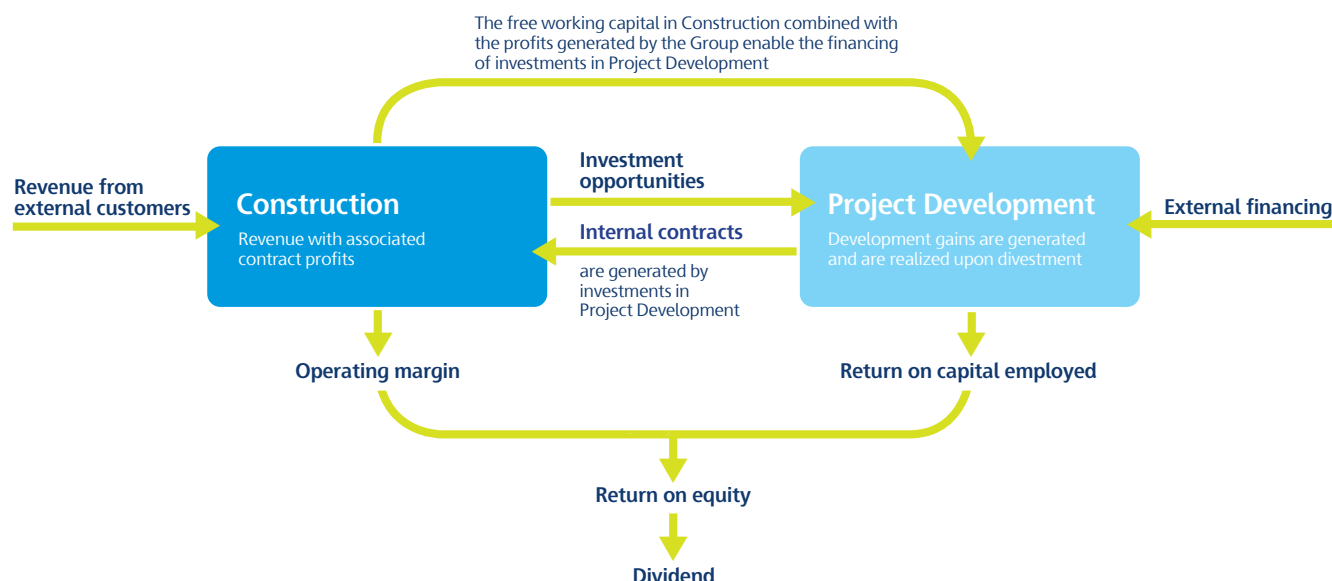 The free working capital in Construction combined with
the profits generated by the Group enable the financing
of investments in Project Development
Revenue from
external customers
Construction
Revenue with associated
contract profits
Investment
opportunities
Internal contracts
are generated by
investments in
Project Development
Project Development
Development gains are generated
and are realized upon divestment
External financing
Operating margin
Return on capital employed
Return on equity
Dividend